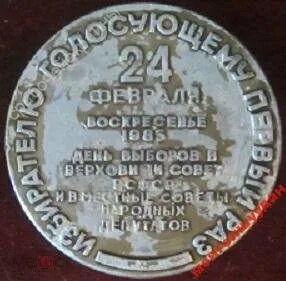 ИЗБИРАТЕЛЮ, ГОЛОСУЮЩЕМУ ПЕРВЫЙ РАЗ
24
ФЕВРАЛЯ
ВОСКРЕСЕНЬЕ
1985
ДЕНЬ ВЫБОРОВ В
ВЕРХОВНЫЙ СОВЕТ
РСФСР
И В МЕСТНЫЕ СОВЕТЫ
НАРОДНЫХ
ДЕПУТАТОВ